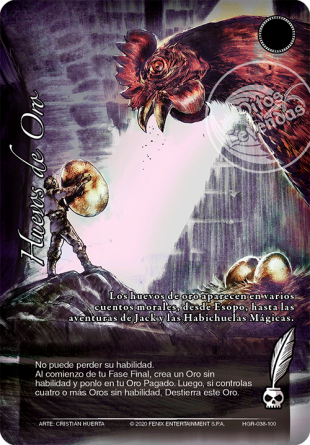 Mitos y
Leyendas
Huevos de Oro
Los huevos de oro aparecen en varios
cuentos morales, desde Esopo, hasta las
aventuras de Jack y las Habichuelas Mágicas.
No puede perder su habilidad.
Al comienzo de tu Fase Final, crea un Oro sin
habilidad y ponlo en tu Oro Pagado. Luego, si controlas
cuatro o más Oros sin habilidad, Destierra este Oro.
ARTE: CRISTIÁN HUERTA © 2020 FENIX ENTERTAINMENT S.P.A. HGR-038-100